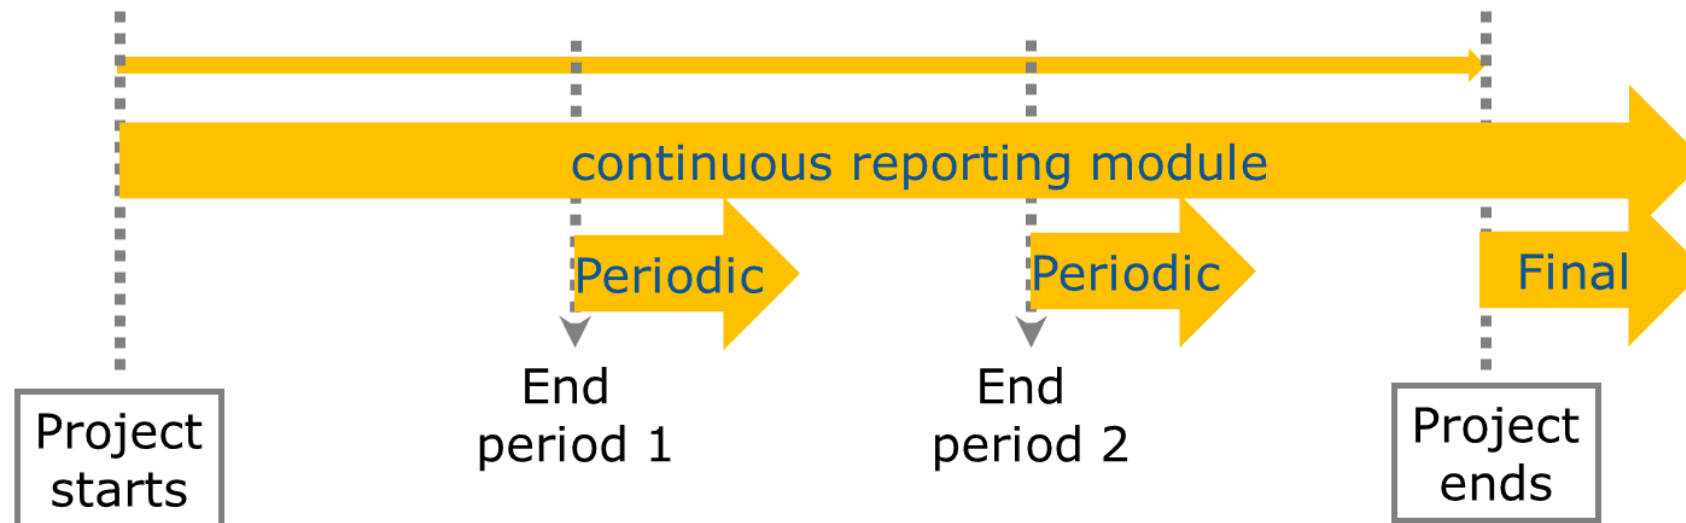 continuous reporting module
Periodic
Periodic
Final
End
period 1
End
period 2
Project
starts
Project
ends